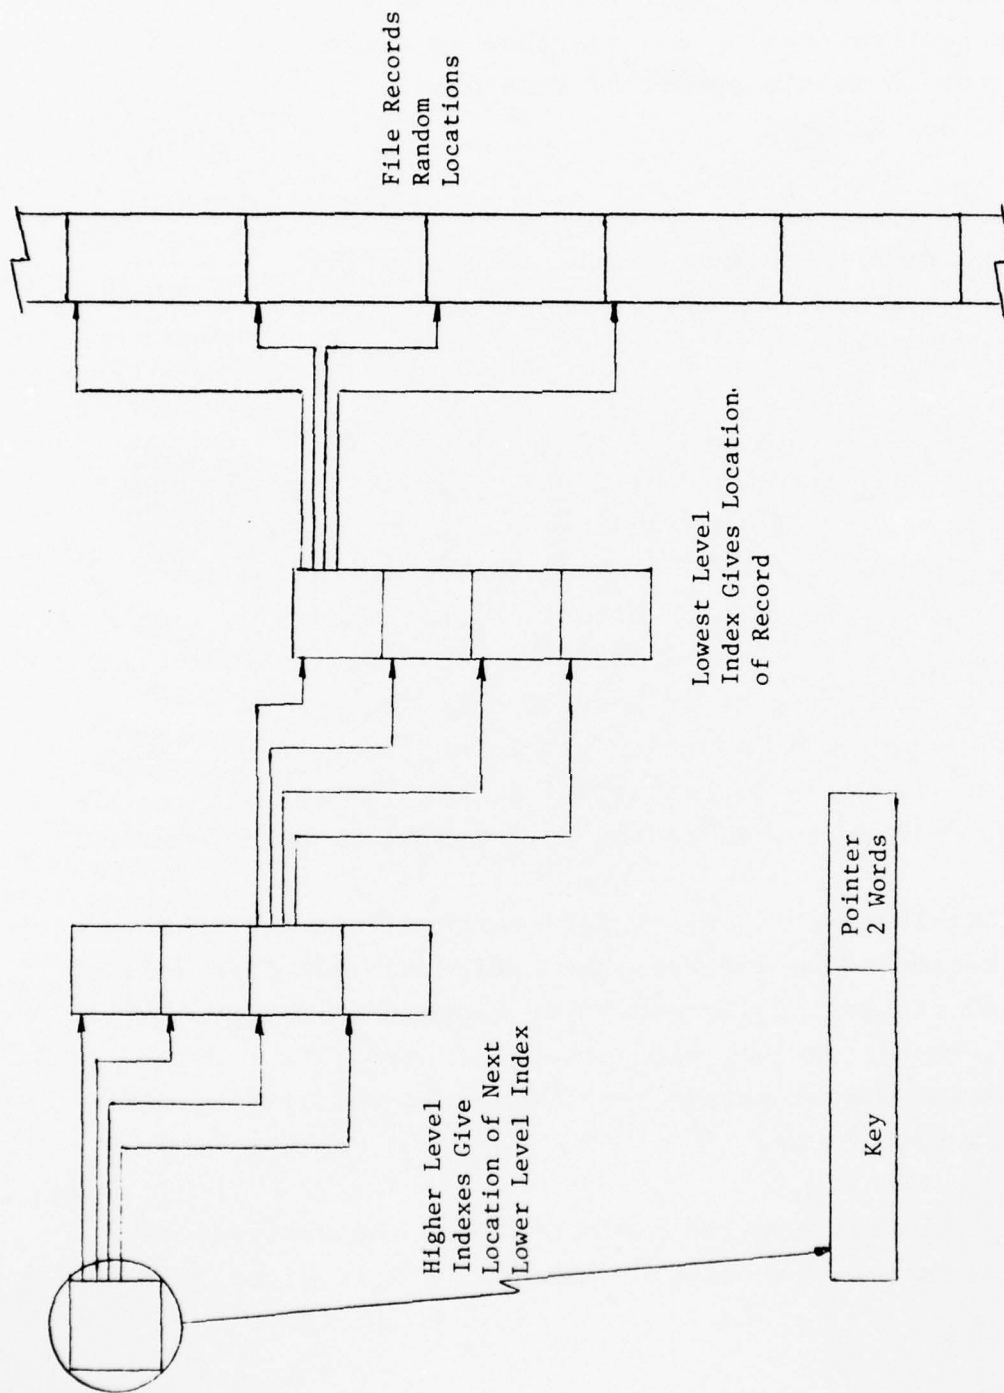 File Records
Random
Locations
Lowest Level
Index Gives Location
of Record
Higher Level
Indexes Give
Location of Next
Lower Level Index
Key
Pointer
2 Words